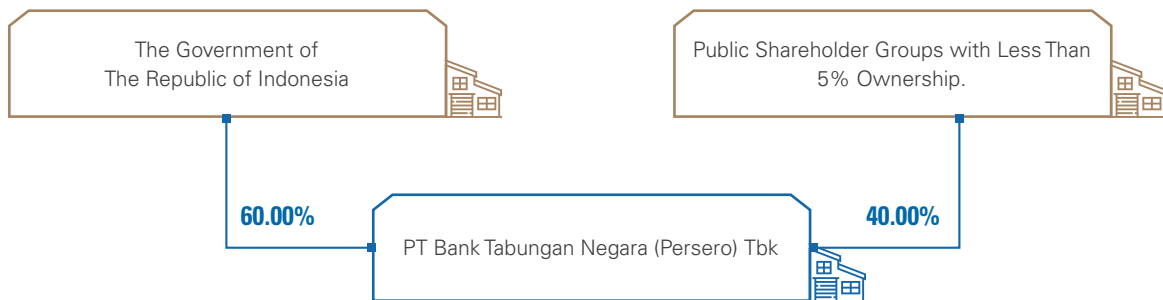 The Government of
The Republic of Indonesia
Public Shareholder Groups with Less Than
5% Ownership.
60.00%
40.00%
PT Bank Tabungan Negara (Persero) Tbk